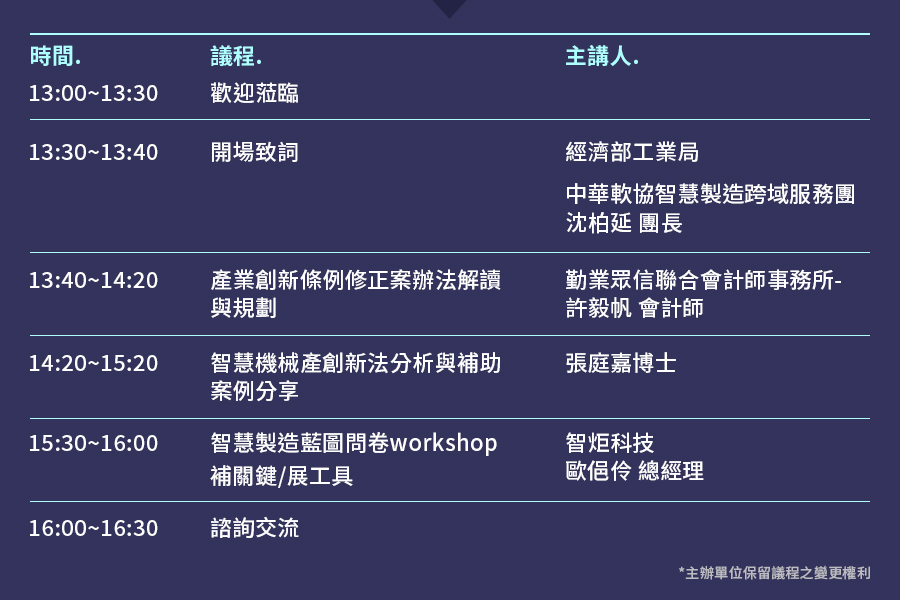 時間. 議程. 主講人.
13:00~13:30 歡迎蒞臨
13:30~13:40 開場致詞 經濟部工業局
中華軟協智慧製造跨域服務團
沈柏延 團長
13:40~14:20 產業創新條例修正案辦法解讀 勤業眾信聯合會計師事務所-
與規劃 許毅帆 會計師
14:20~15:20 智慧機械產創新法分析與補助 張庭嘉博士
案例分享
15:30~16:00 智慧製造藍圖問卷workshop 智炬科技
補關鍵/展工具 歐俋伶 總經理
16:00~16:30 諮詢交流
*主辦單位保留議程之變更權利